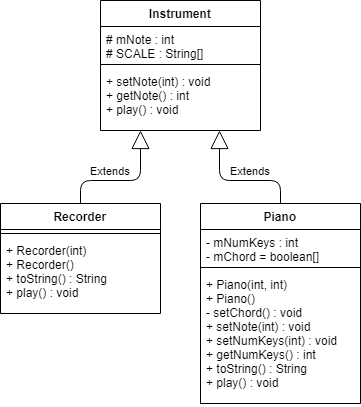 Instrument
# mNote : int
# SCALE : String[]
+ setNote(int) : void
+ getNote() : int
+ play() : void
Extends
Extends
Recorder
+ Recorder(int)
+ Recorder()
+ toString() : String
+ play() : void
Piano
- mNumKeys : int
- mChord = boolean[]
+ Piano(int, int)
+ Piano()
- setChord() : void
+ setNote(int) : void
+ setNumKeys(int) : void
+ getNumKeys() : int
+ toString() : String
+ play() : void